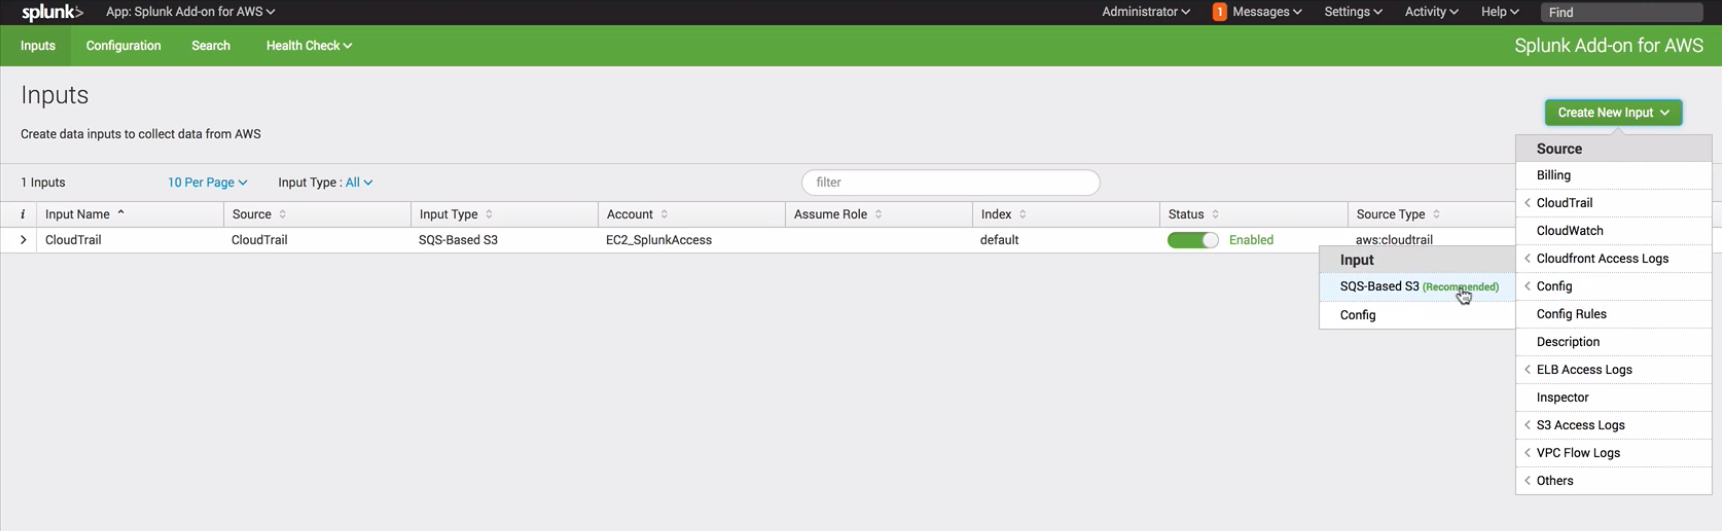 splunk> App: Splunk Add-on for AWS Administrator 1 Messages Settings Activity Help Find
Inputs Configuration Search Health Check Splunk Add-on for AWS
Inputs
Create New Input
Create data inputs to collect data from AWS
1 Inputs 10 Per Page Input Type : All filter
i Input Name Source Input Type Account Assume Role Index Status Source Type
CloudTrail CloudTrail SQS-Based S3 EC2_SplunkAccess default Enabled aws:cloudtrail
Input
SQS-Based S3 (Recommended)
Config
Source
Billing
CloudTrail
CloudWatch
Cloudfront Access Logs
Config
Config Rules
Description
ELB Access Logs
Inspector
S3 Access Logs
VPC Flow Logs
Others